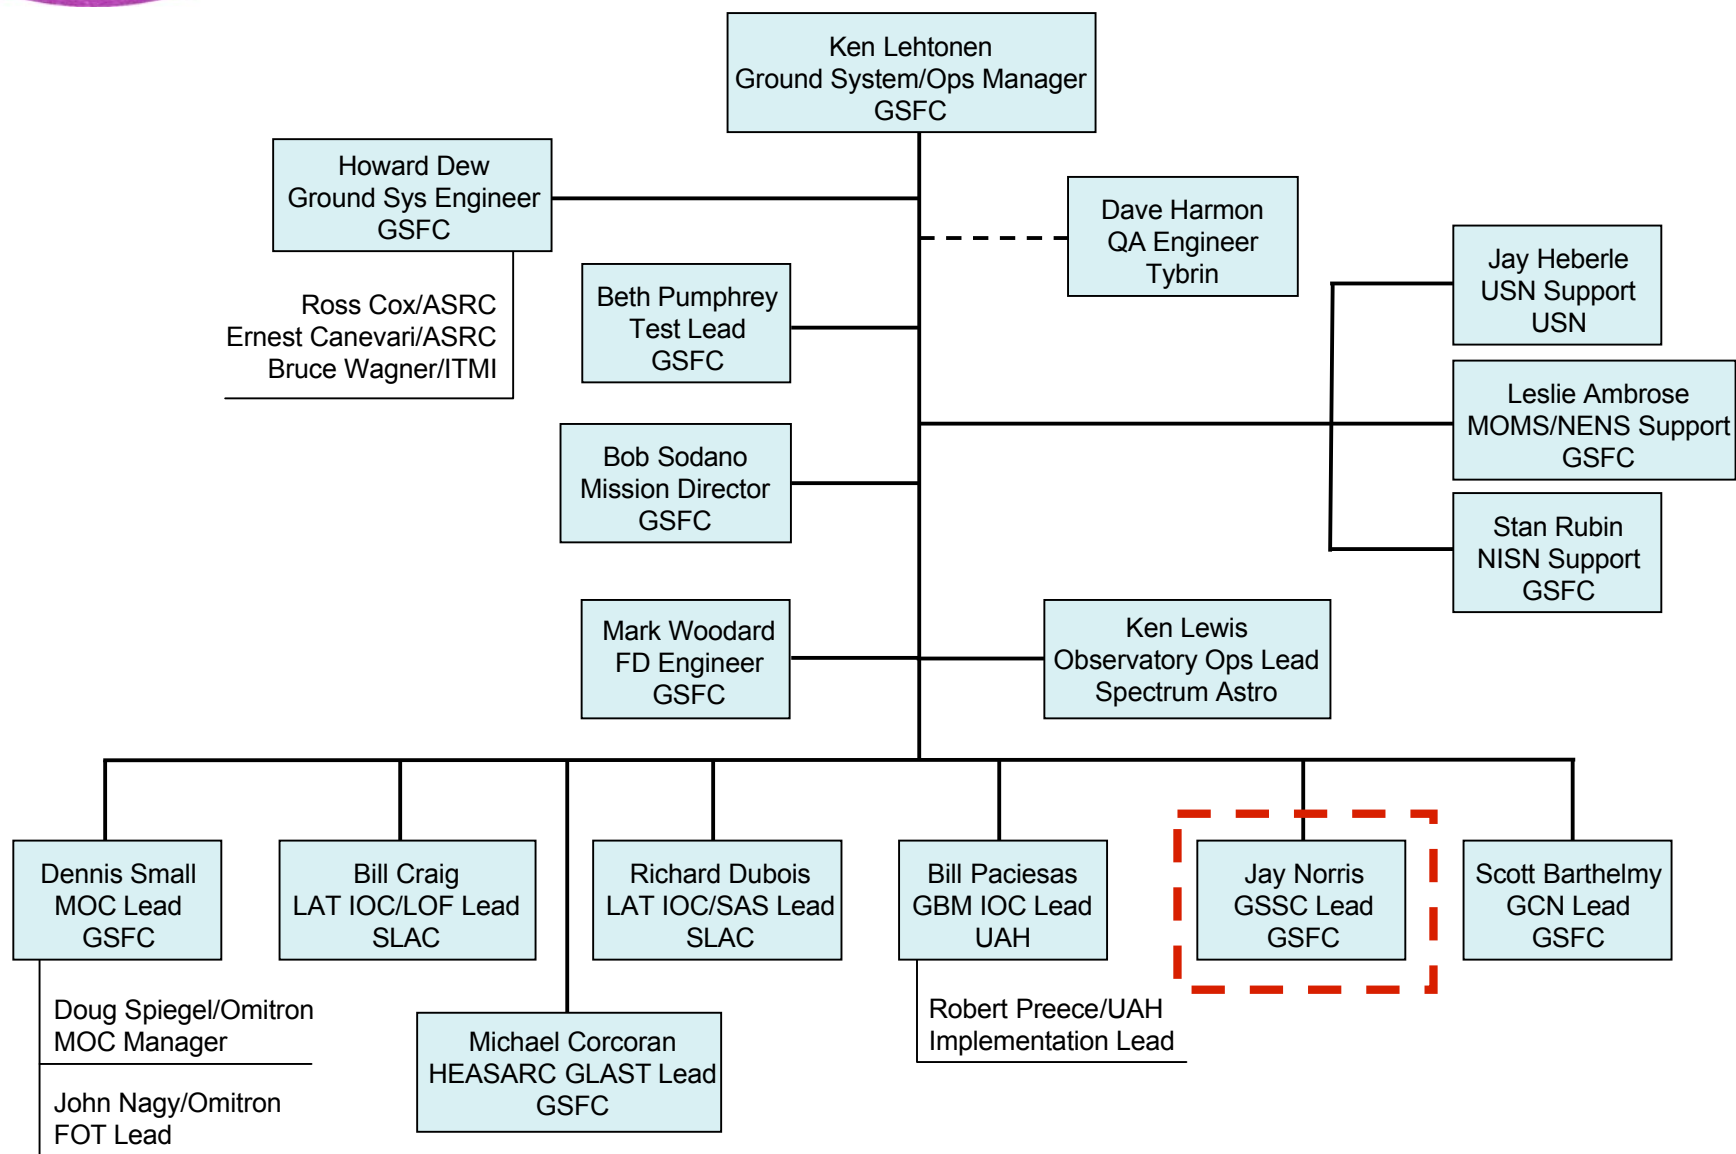 Ken Lehtonen
Ground System/Ops Manager
GSFC
Howard Dew
Ground Sys Engineer
GSFC
Ross Cox/ASRC
Ernest Canevari/ASRC
Bruce Wagner/ITMI
Dave Harmon
QA Engineer
Tybrin
Beth Pumphrey
Test Lead
GSFC
Jay Heberle
USN Support
USN
Leslie Ambrose
MOMS/NENS Support
GSFC
Bob Sodano
Mission Director
GSFC
Stan Rubin
NISN Support
GSFC
Mark Woodard
FD Engineer
GSFC
Ken Lewis
Observatory Ops Lead
Spectrum Astro
Dennis Small
MOC Lead
GSFC
Doug Spiegel/Omitron
MOC Manager
John Nagy/Omitron
FOT Lead
Bill Craig
LAT IOC/LOF Lead
SLAC
Michael Corcoran
HEASARC GLAST Lead
GSFC
Richard Dubois
LAT IOC/SAS Lead
SLAC
Bill Paciesas
GBM IOC Lead
UAH
Robert Preece/UAH
Implementation Lead
Jay Norris
GSSC Lead
GSFC
Scott Barthelmy
GCN Lead
GSFC